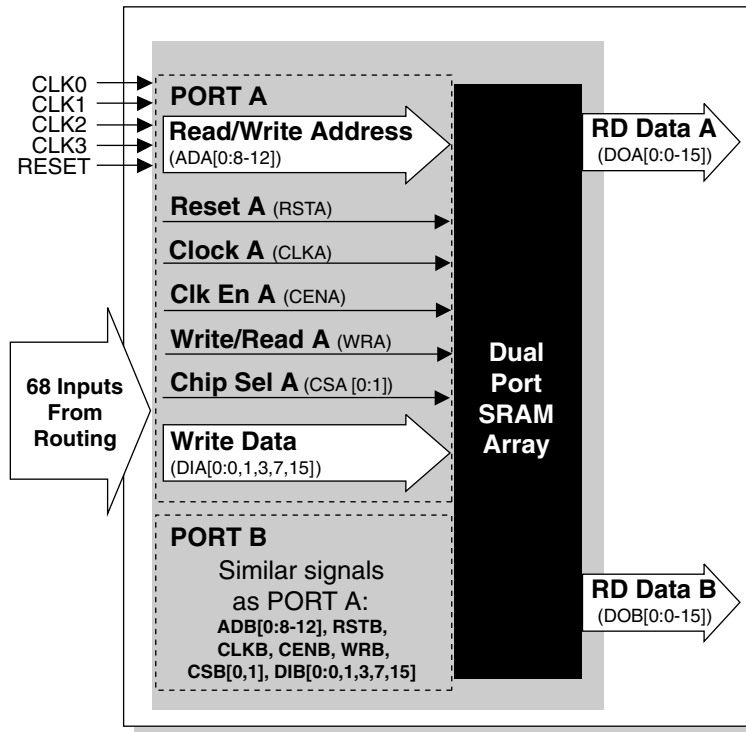 CLK0
CLK1
CLK2
CLK3
RESET
PORT A
Read/Write Address
(ADA[0:8-12])
Reset A (RSTA)
Clock A (CLKA)
Clk En A (CENA)
Write/Read A (WRA)
Chip Sel A (CSA [0:1])
Write Data
(DIA[0:0,1,3,7,15])
68 Inputs
From
Routing
PORT B
Similar signals
as PORT A:
ADB[0:8-12], RSTB,
CLKB, CENB, WRB,
CSB[0,1], DIB[0:0,1,3,7,15]
Dual
Port
SRAM
Array
RD Data A
(DOA[0:0-15])
RD Data B
(DOB[0:0-15])